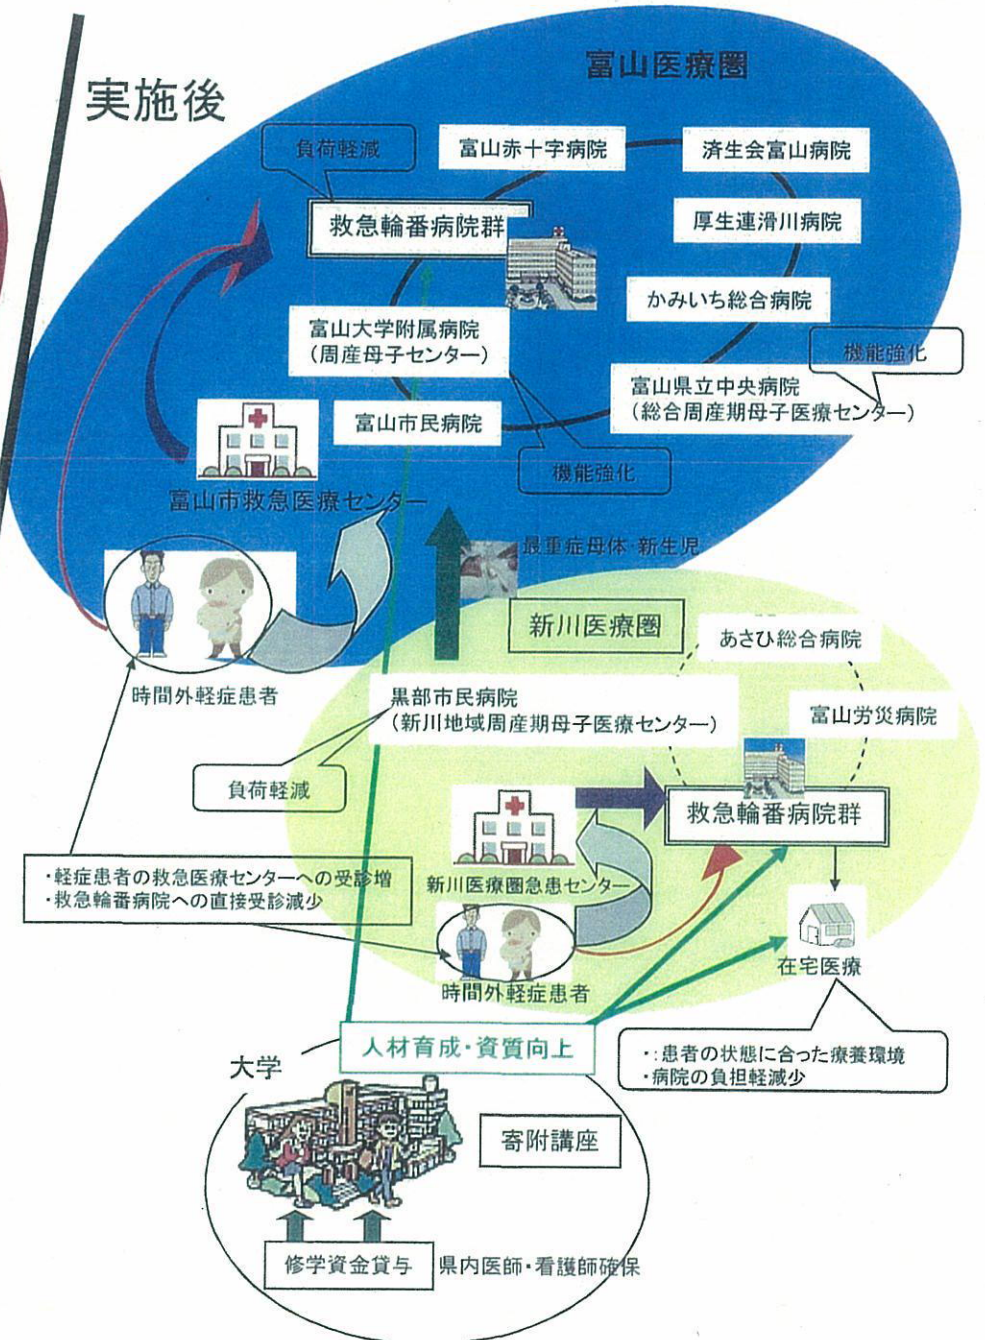 実施後
富山医療圏
負荷軽減
富山赤十字病院
済生会富山病院
救急輪番病院群
厚生連滑川病院
かみいち総合病院
富山大学附属病院
(周産母子センター)
機能強化
富山県立中央病院
(総合周産期母子医療センター)
富山市民病院
機能強化
富山市救急医療センター
最重症母体・新生児
時間外軽症患者
新川医療圏
あさひ総合病院
黒部市民病院
(新川地域周産期母子医療センター)
富山労災病院
負荷軽減
救急輪番病院群
・軽症患者の救急医療センターへの受診増
・救急輪番病院への直接受診減少
新川医療圏急患センター
時間外軽症患者
在宅医療
人材育成・資質向上
・:患者の状態に合った療養環境
・病院の負担軽減少
大学
寄附講座
修学資金貸与
県内医師・看護師確保